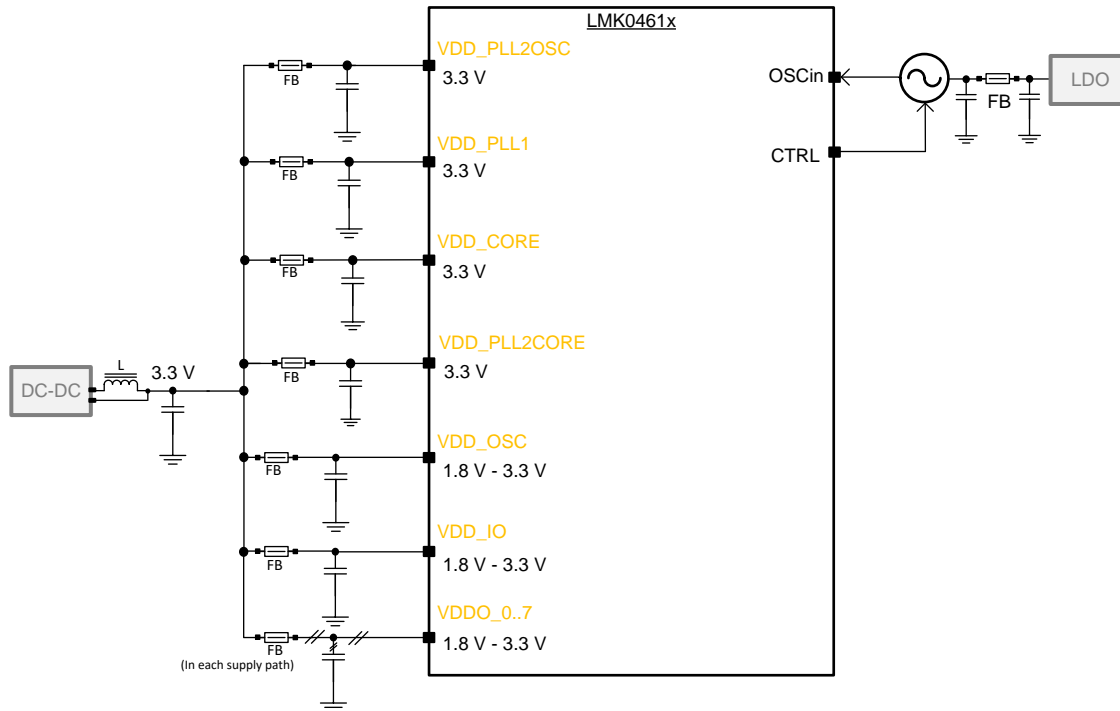 LMK0461x
VDD_PLL2OSC
3.3 V
FB
OSCin
FB
LDO
CTRL
VDD_PLL1
3.3 V
FB
VDD_CORE
3.3 V
FB
VDD_PLL2CORE
3.3 V
FB
DC-DC
L
3.3 V
VDD_OSC
1.8 V - 3.3 V
FB
VDD_IO
1.8 V - 3.3 V
FB
VDDO_0..7
1.8 V - 3.3 V
FB
(In each supply path)